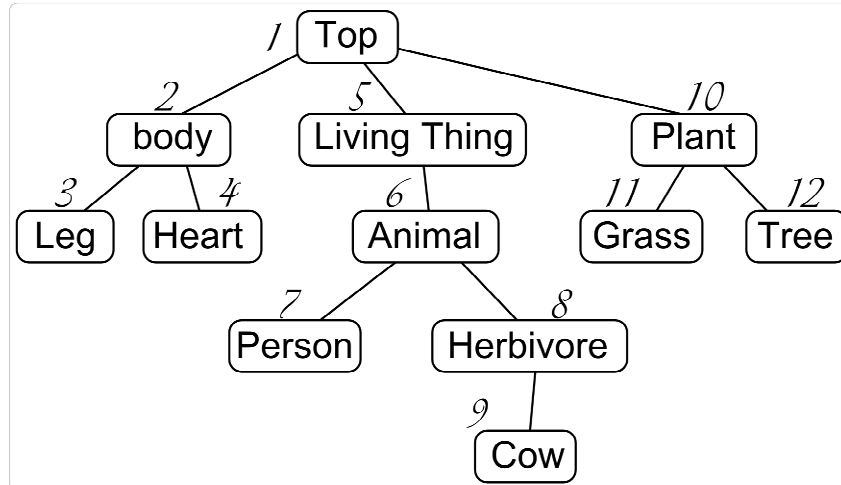 1 Top
2 5 10
body Living Thing Plant
3 4 6 11 12
Leg Heart Animal Grass Tree
7 8
Person Herbivore
9
Cow